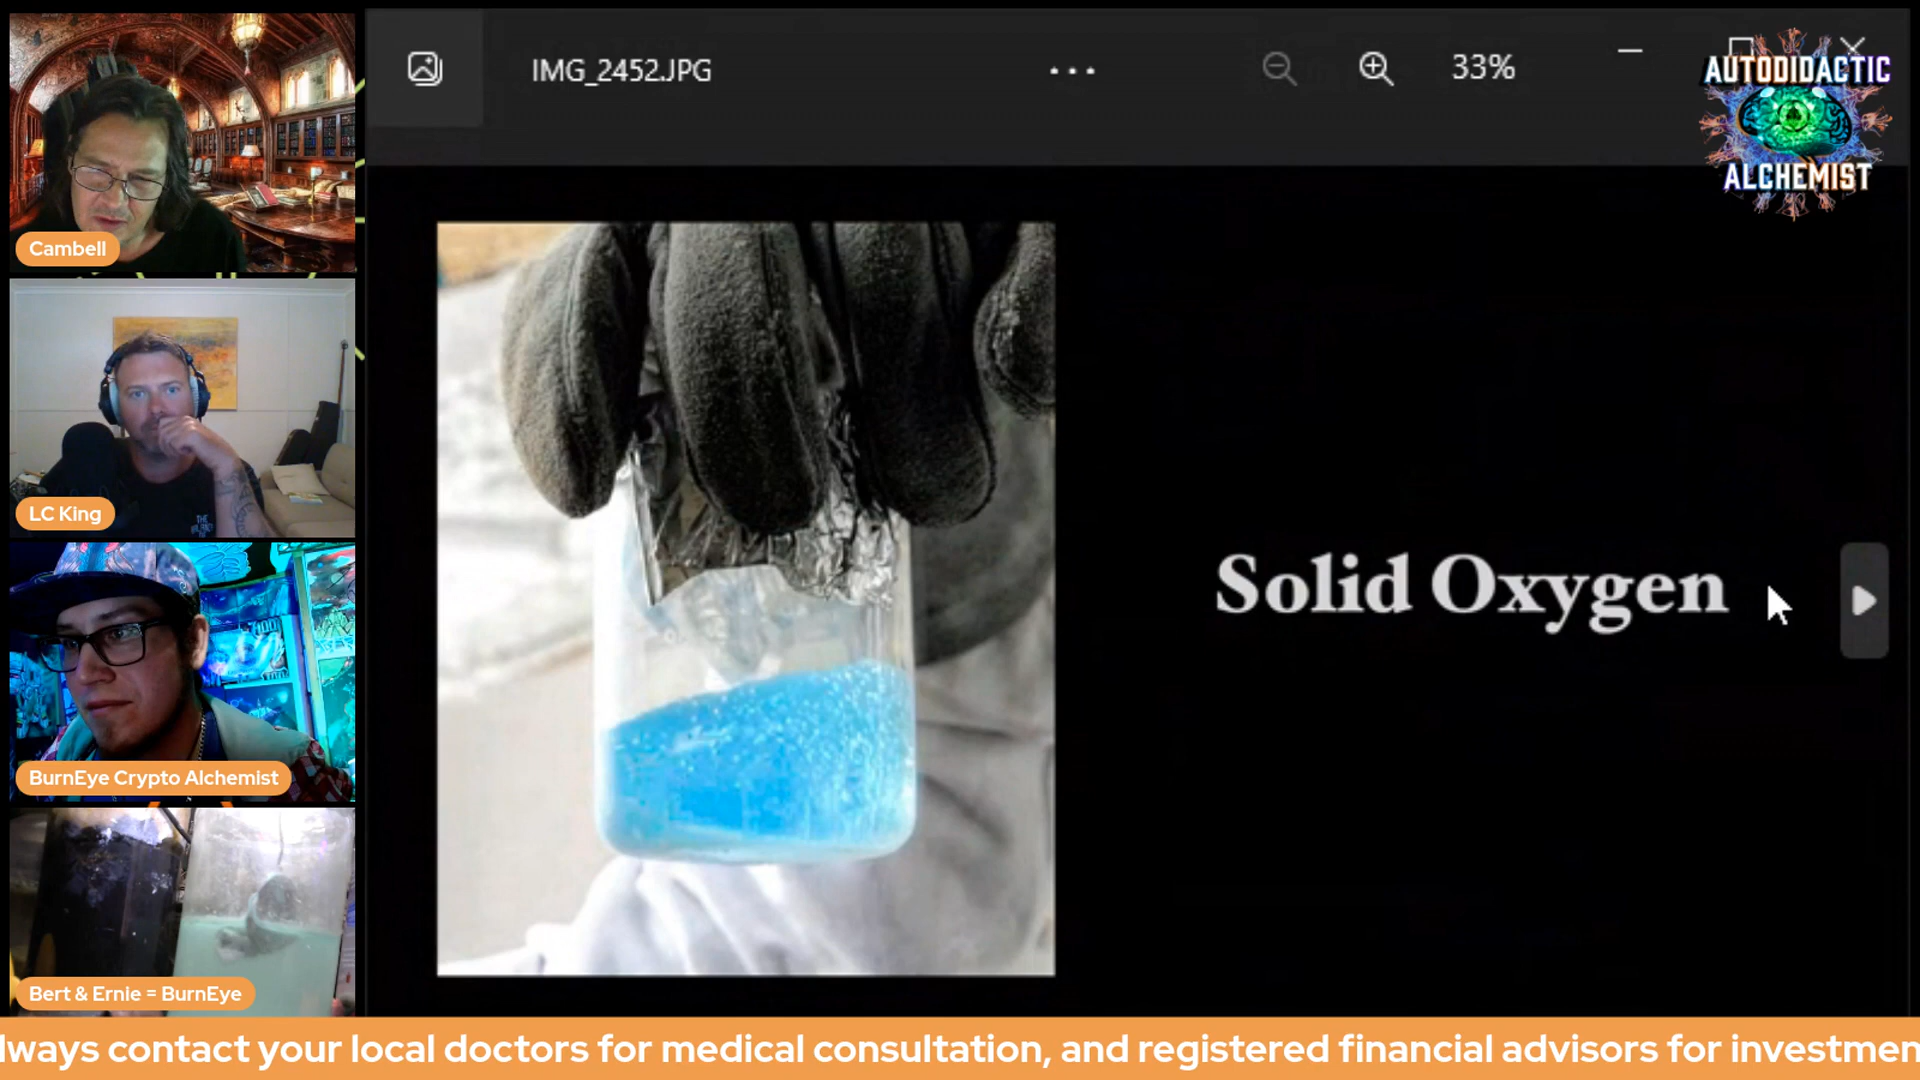 IMG_2452.JPG
33%
AUTODIDACTIC
ALCHEMIST
Cambell
LC King
BurnEye Crypto Alchemist
Bert & Ernie = BurnEye
Solid Oxygen
lways contact your local doctors for medical consultation, and registered financial advisors for investmen